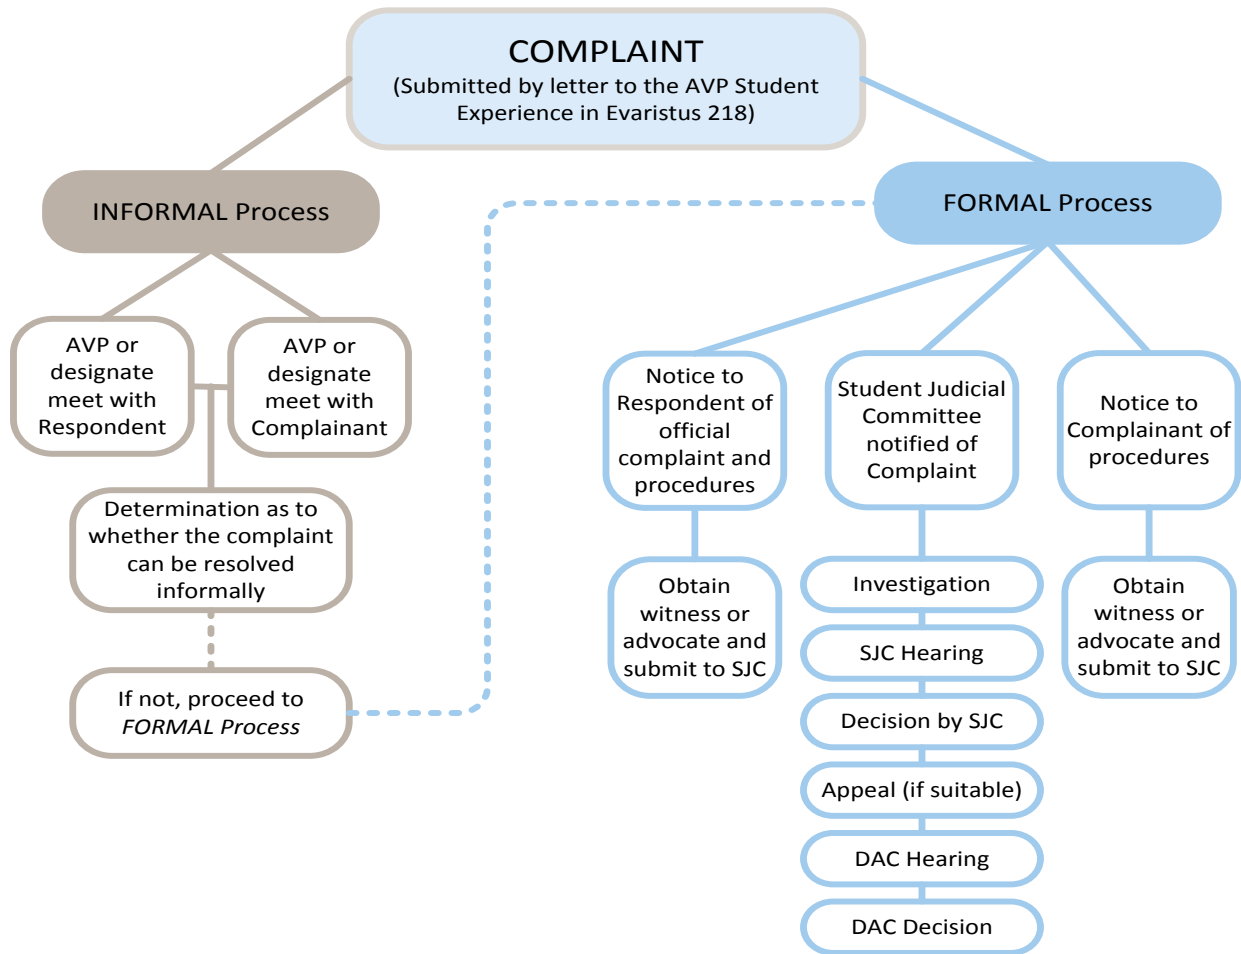 COMPLAINT
(Submitted by letter to the AVP Student
Experience in Evaristus 218)
INFORMAL Process
AVP or
designate
meet with
Respondent
AVP or
designate
meet with
Complainant
Determination as to
whether the complaint
can be resolved
informally
If not, proceed to
FORMAL Process
FORMAL Process
Notice to
Respondent of
official
complaint and
procedures
Obtain
witness or
advocate and
submit to SJC
Student Judicial
Committee
notified of
Complaint
Investigation
SJC Hearing
Decision by SJC
Appeal (if suitable)
DAC Hearing
DAC Decision
Notice to
Complainant of
procedures
Obtain
witness or
advocate and
submit to SJC